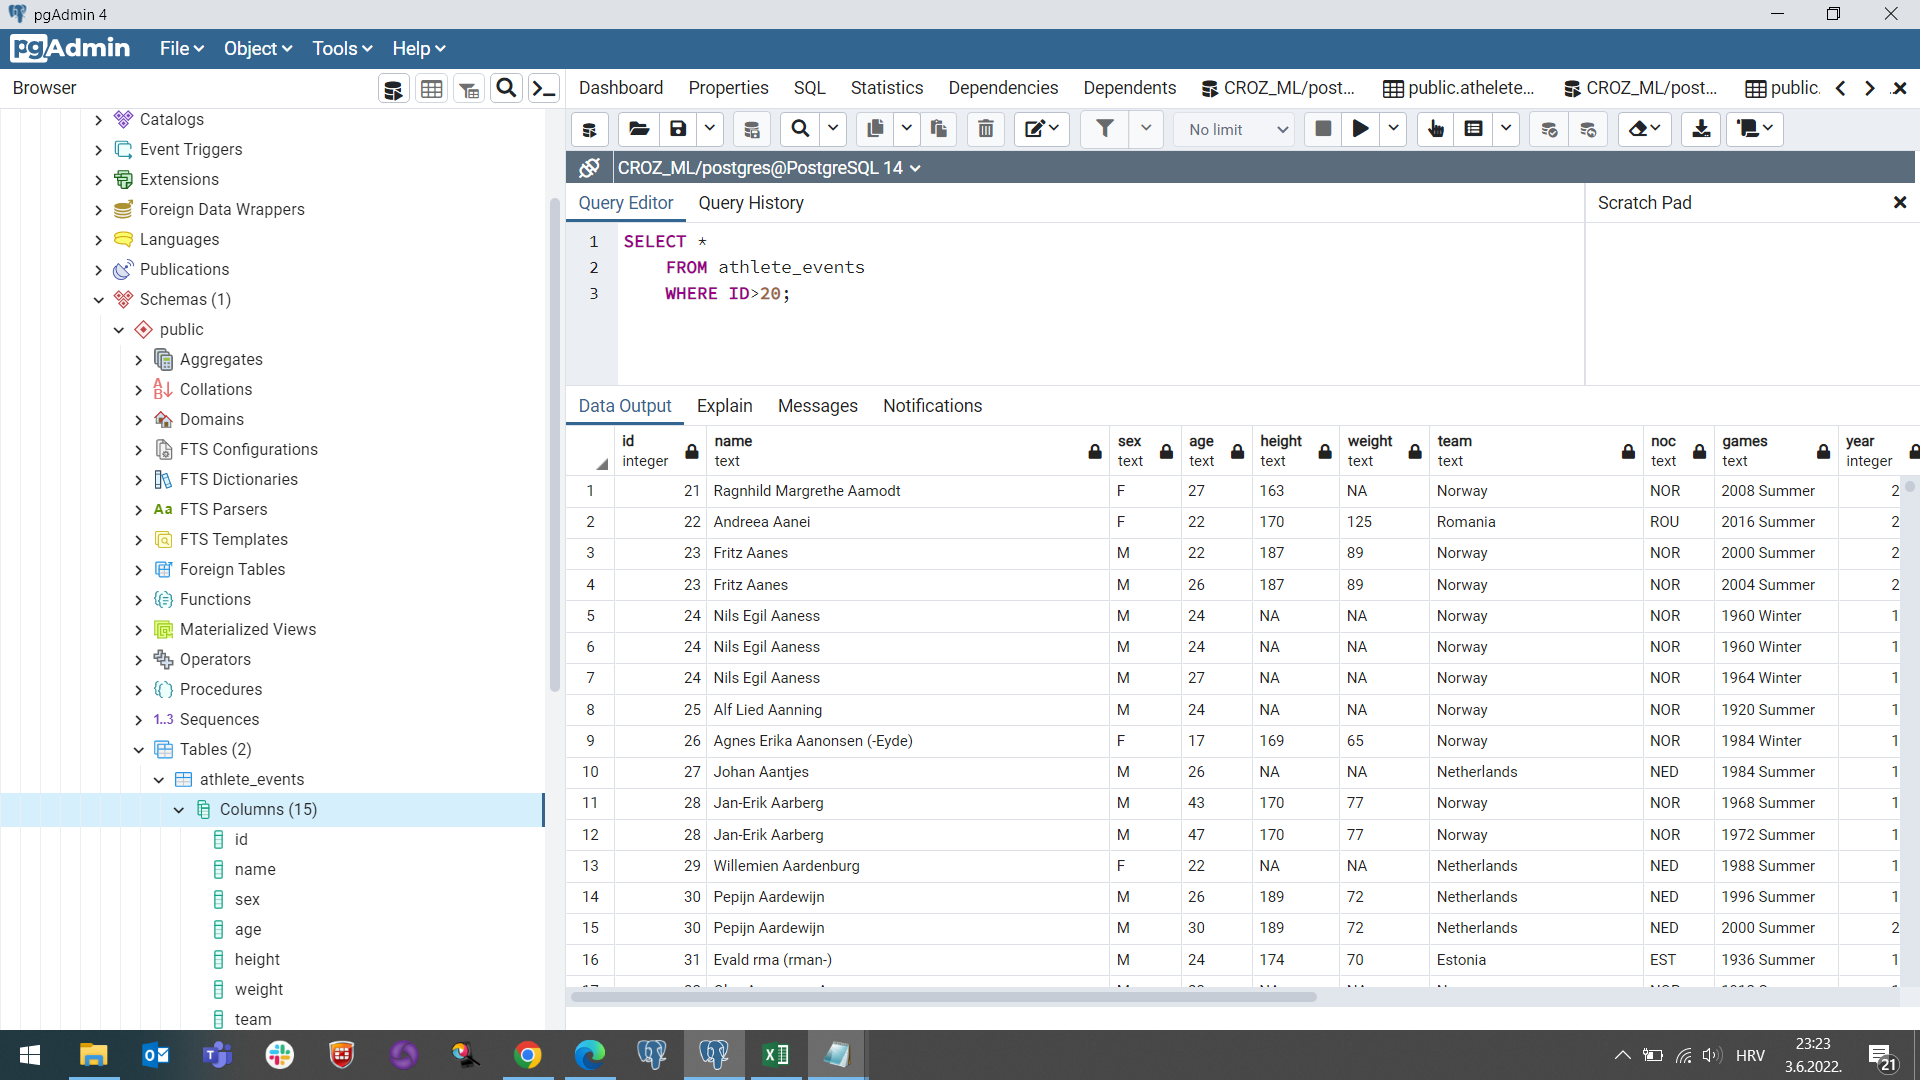 pgAdmin 4
pgAdmin File Object Tools Help
Browser
Dashboard Properties SQL Statistics Dependencies Dependents CROZ_ML/post... public.athelete... CROZ_ML/post... public.
No limit
CROZ_ML/postgres@PostgreSQL 14
Query Editor Query History
Scratch Pad
1 SELECT *
2 FROM athlete_events
3 WHERE ID>20;
Catalogs
Event Triggers
Extensions
Foreign Data Wrappers
Languages
Publications
Schemas (1)
public
Aggregates
Collations
Domains
FTS Configurations
FTS Dictionaries
Aa FTS Parsers
FTS Templates
Foreign Tables
Functions
Materialized Views
Operators
Procedures
1..3 Sequences
Tables (2)
athlete_events
Columns (15)
id
name
sex
age
height
weight
team
Data Output Explain Messages Notifications
id name sex age height weight team noc games year
integer text text text text text text text text integer
1 21 Ragnhild Margrethe Aamodt F 27 163 NA Norway NOR 2008 Summer 2
2 22 Andreea Aanei F 22 170 125 Romania ROU 2016 Summer 2
3 23 Fritz Aanes M 22 187 89 Norway NOR 2000 Summer 2
4 23 Fritz Aanes M 26 187 89 Norway NOR 2004 Summer 2
5 24 Nils Egil Aaness M 24 NA NA Norway NOR 1960 Winter 1
6 24 Nils Egil Aaness M 24 NA NA Norway NOR 1960 Winter 1
7 24 Nils Egil Aaness M 27 NA NA Norway NOR 1964 Winter 1
8 25 Alf Lied Aanning M 24 NA NA Norway NOR 1920 Summer 1
9 26 Agnes Erika Aanonsen (-Eyde) F 17 169 65 Norway NOR 1984 Winter 1
10 27 Johan Aantjes M 26 NA NA Netherlands NED 1984 Summer 1
11 28 Jan-Erik Aarberg M 43 170 77 Norway NOR 1968 Summer 1
12 28 Jan-Erik Aarberg M 47 170 77 Norway NOR 1972 Summer 1
13 29 Willemien Aardenburg F 22 NA NA Netherlands NED 1988 Summer 1
14 30 Pepijn Aardewijn M 26 189 72 Netherlands NED 1996 Summer 1
15 30 Pepijn Aardewijn M 30 189 72 Netherlands NED 2000 Summer 2
16 31 Evald rma (rman-) M 24 174 70 Estonia EST 1936 Summer 1
HRV
23:23
3.6.2022.
21